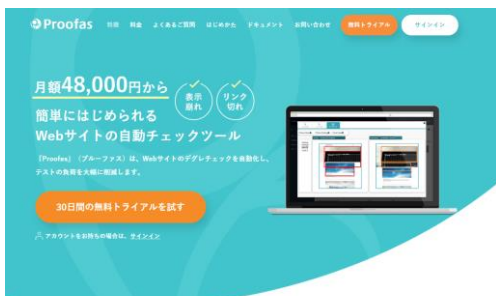 Proofas
特徴 料金 よくあるご質問 はじめかた ドキュメント お問い合わせ 無料トライアル サインイン
月額48,000円から
表示崩れ
リンク切れ
簡単にはじめられる
Webサイトの自動チェックツール
『Proofas』（プルーファス）は、Webサイトのデグレチェックを自動化し、
テストの負荷を大幅に削減します。
30日間の無料トライアルを試す
アカウントをお持ちの場合は、サインイン